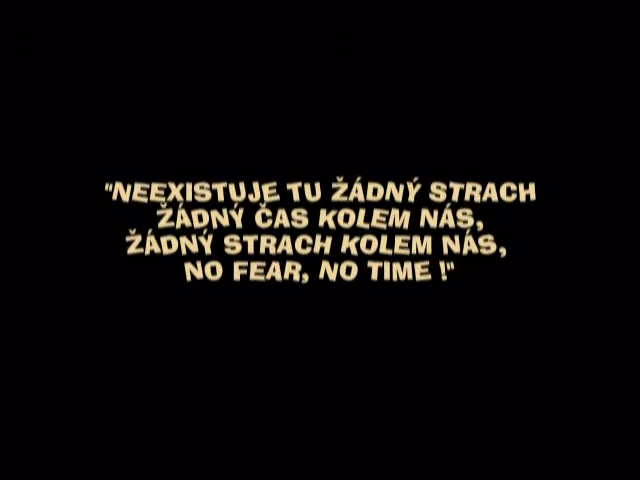 "NEEXISTUJE TU ŽÁDNÝ STRACH
ŽÁDNÝ ČAS KOLEM NÁS,
ŽÁDNÝ STRACH KOLEM NÁS,
NO FEAR, NO TIME !"